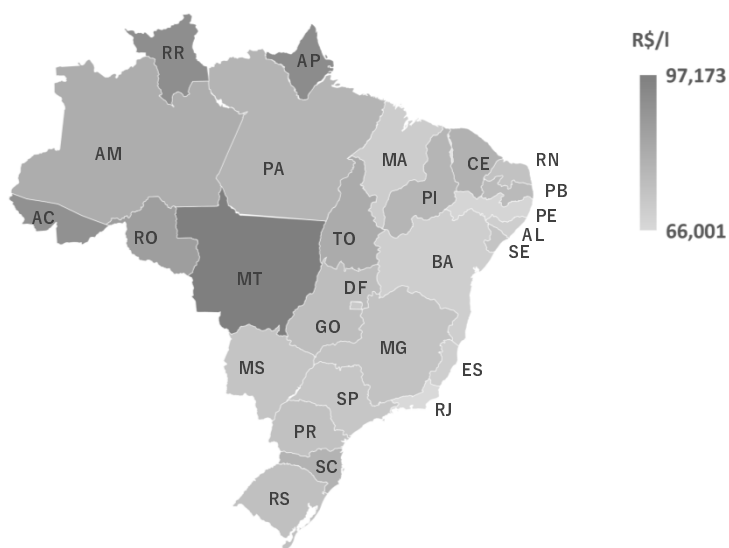 R$/l
97,173
66,001
RR
AP
AM
PA
MA
CE
RN
PB
PI
PE
AL
SE
AC
RO
TO
MT
BA
DF
GO
MG
MS
ES
SP
RJ
PR
SC
RS